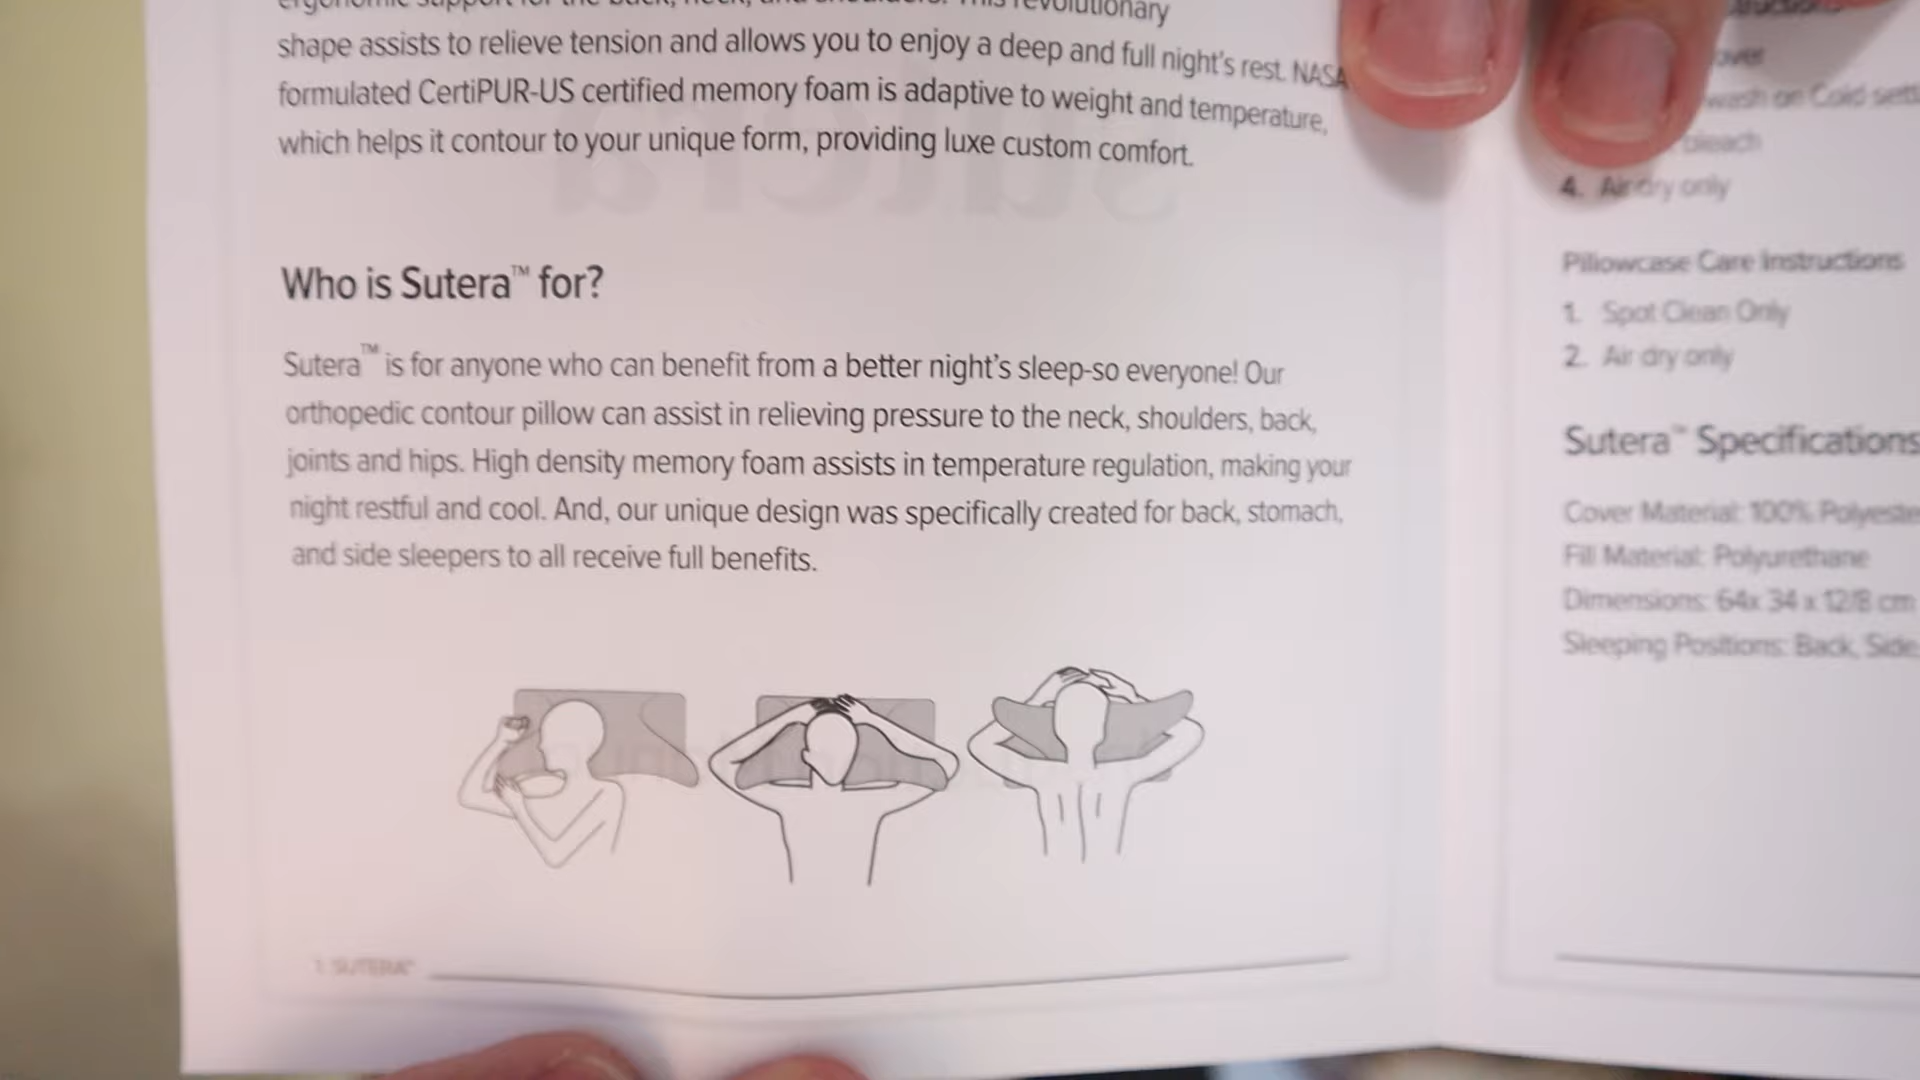 shape assists to relieve tension and allows you to enjoy a deep and full night's rest. NASA
formulated CertiPUR-US certified memory foam is adaptive to weight and temperature,
which helps it contour to your unique form, providing luxe custom comfort.
Who is Sutera™ for?
Sutera™ is for anyone who can benefit from a better night's sleep-so everyone! Our
orthopedic contour pillow can assist in relieving pressure to the neck, shoulders, back,
joints and hips. High density memory foam assists in temperature regulation, making your
night restful and cool. And, our unique design was specifically created for back, stomach,
and side sleepers to all receive full benefits.
1 SUTERA™
wash on Cold
bleach
4. Air dry only
Pillowcase Care Instructions
1. Spot Clean Only
2. Air dry only
Sutera™ Specifications
Cover Material: 100% Polyeste
Fill Material: Polyurethane
Dimensions: 64x 34 x 12/8 cm
Sleeping Positions: Back, Side,